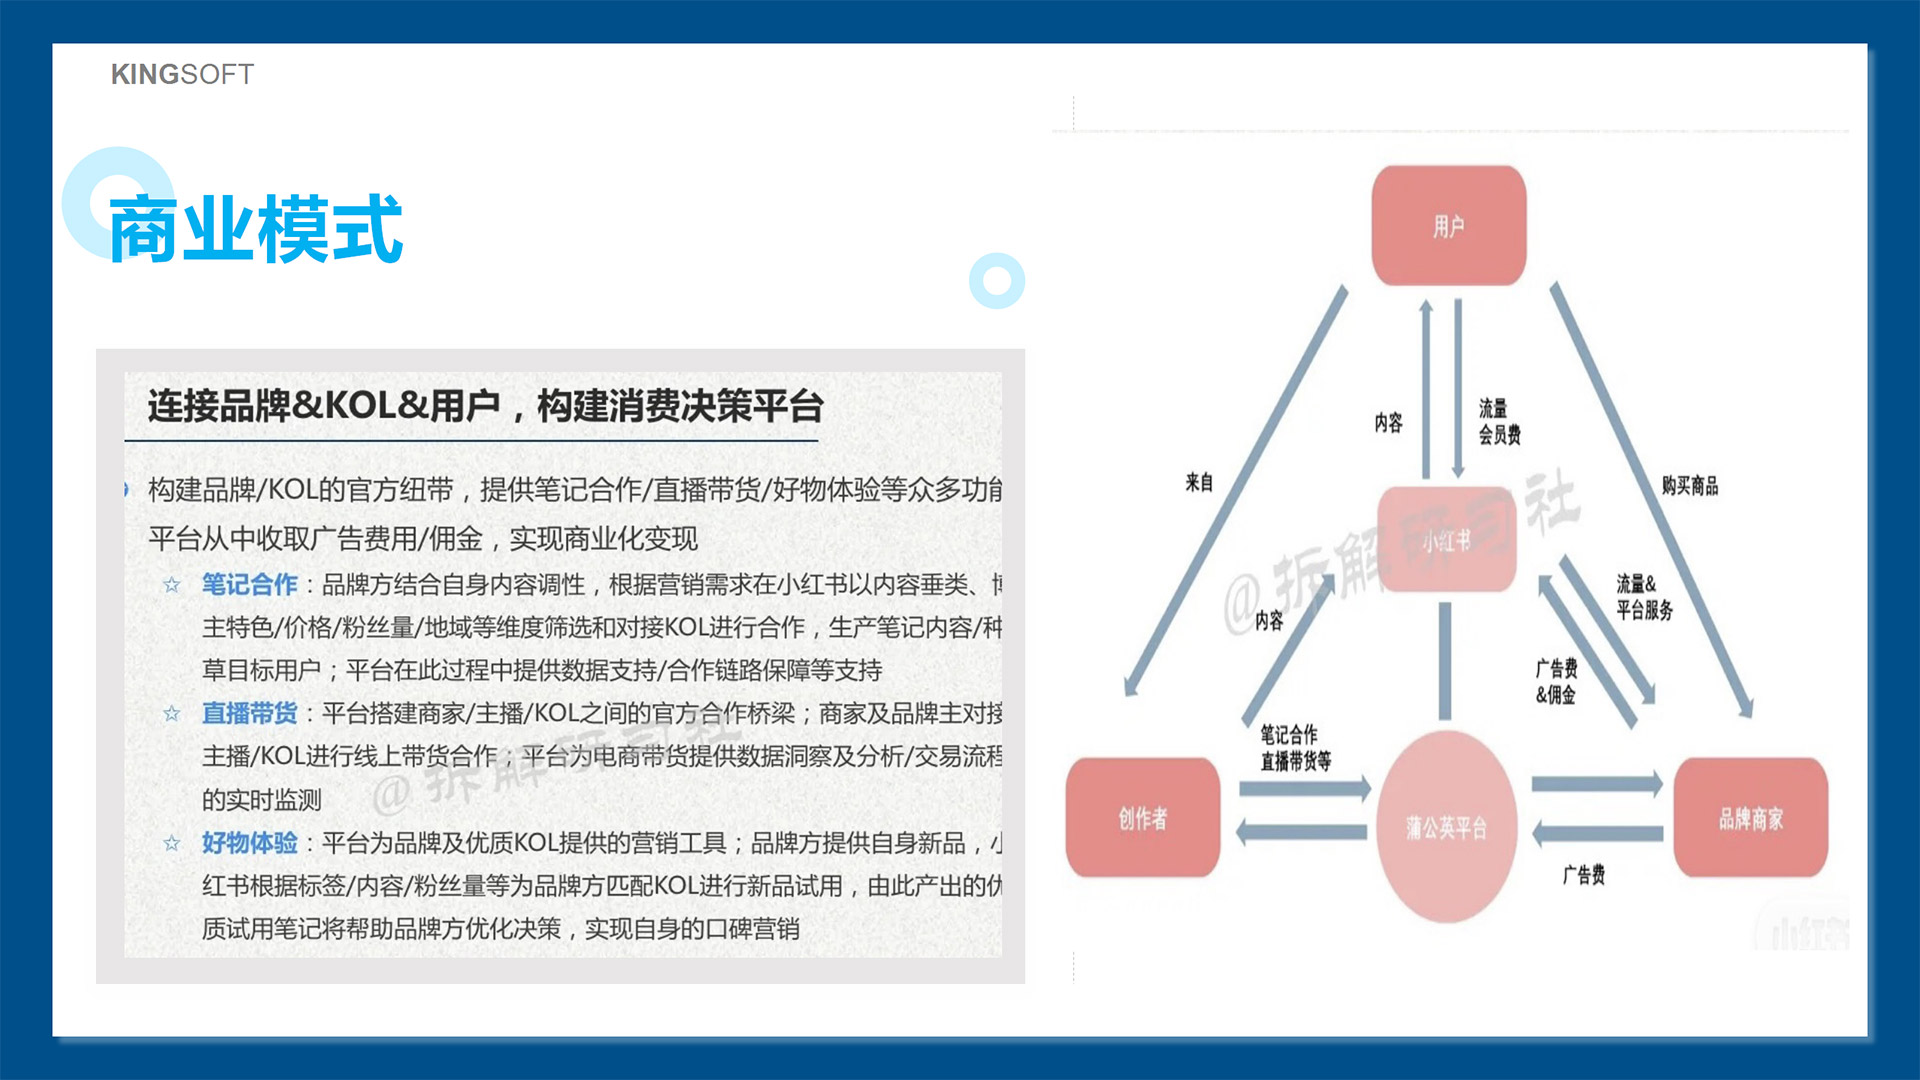 KINGSOFT
商业模式
连接品牌&KOL&用户，构建消费决策平台
构建品牌/KOL的官方纽带，提供笔记合作/直播带货/好物体验等众多功能
平台从中收取广告费用/佣金，实现商业化变现
☆ 笔记合作：品牌方结合自身内容调性，根据营销需求在小红书以内容垂类、博
主特色/价格/粉丝量/地域等维度筛选和对接KOL进行合作，生产笔记内容/种
草目标用户；平台在此过程中提供数据支持/合作链路保障等支持
☆ 直播带货：平台搭建商家/主播/KOL之间的官方合作桥梁；商家及品牌主对接
主播/KOL进行线上带货合作；平台为电商带货提供数据洞察及分析/交易流程
的实时监测
☆ 好物体验：平台为品牌及优质KOL提供的营销工具；品牌方提供自身新品，小
红书根据标签/内容/粉丝量等为品牌方匹配KOL进行新品试用，由此产出的优
质试用笔记将帮助品牌方优化决策，实现自身的口碑营销
@拆解研司社
用户
内容
流量
会员费
来自
购买商品
小红书
@拆解研司社
内容
流量&
平台服务
广告费
&佣金
笔记合作
直播带货等
创作者
蒲公英平台
品牌商家
广告费
小红书